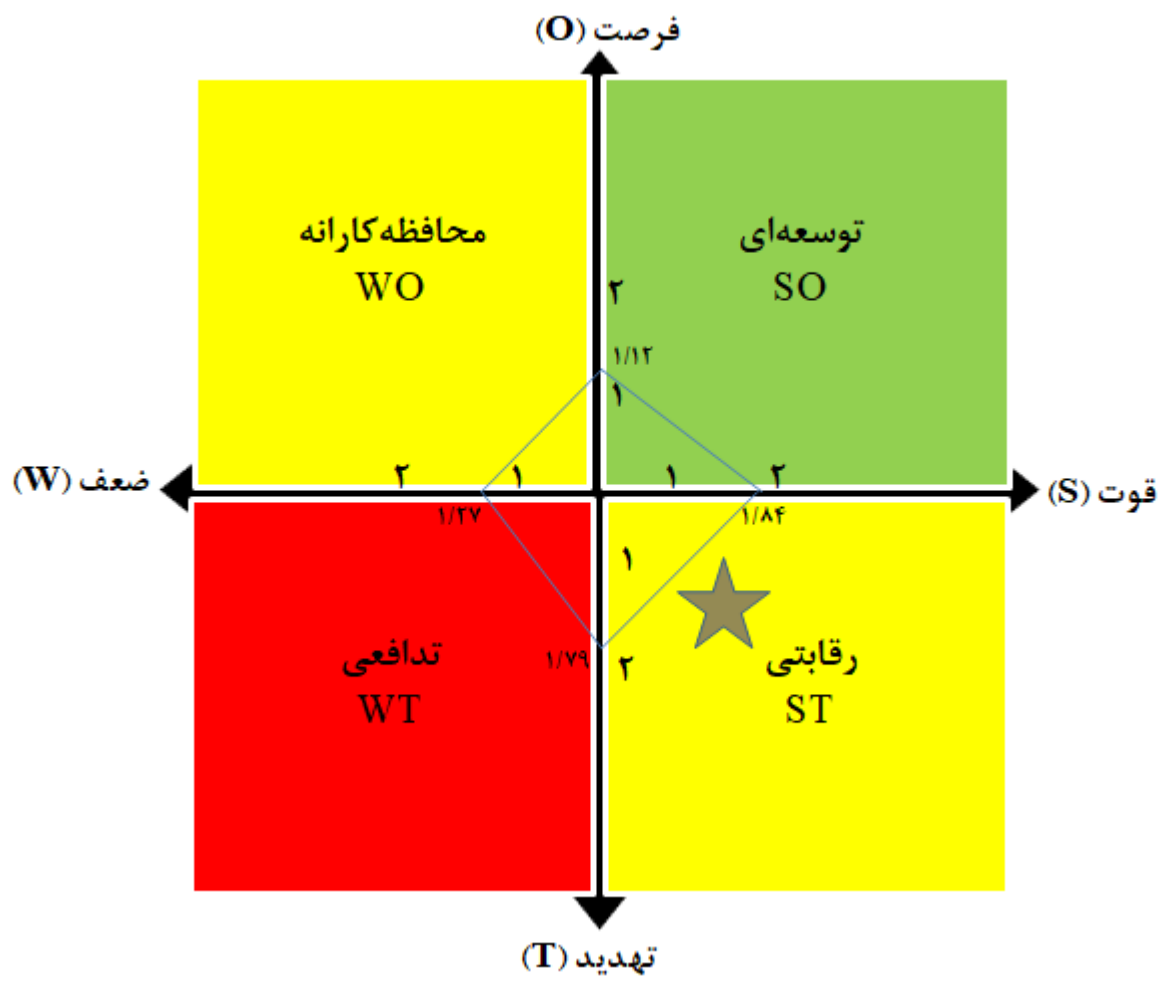 فرصت (O)
محافظه‌کارانه
WO
توسعه‌ای
SO
۲
۱/۱۲
۱
ضعف (W)
۲
۱
۱
۲
قوت (S)
۱/۲۷
۱/۸۴
۱
۱/۷۹
۲
تدافعی
WT
رقابتی
ST
تهدید (T)